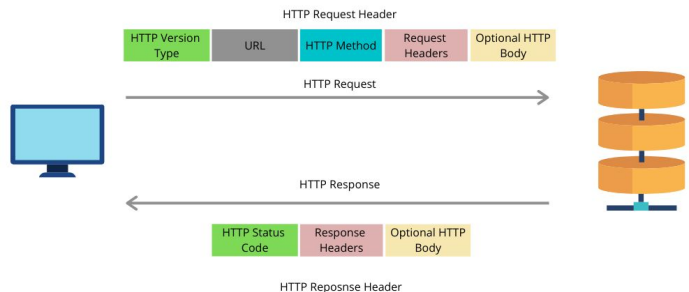 HTTP Request Header
HTTP Version Type
URL
HTTP Method
Request Headers
Optional HTTP Body
HTTP Request
HTTP Response
HTTP Status Code
Response Headers
Optional HTTP Body
HTTP Reposnse Header